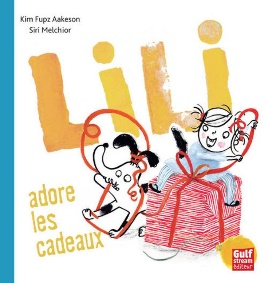 Kim Fupz Aakeson
Siri Melchior
LiLi
adore
les
cadeaux
Gulf
stream
éditeur